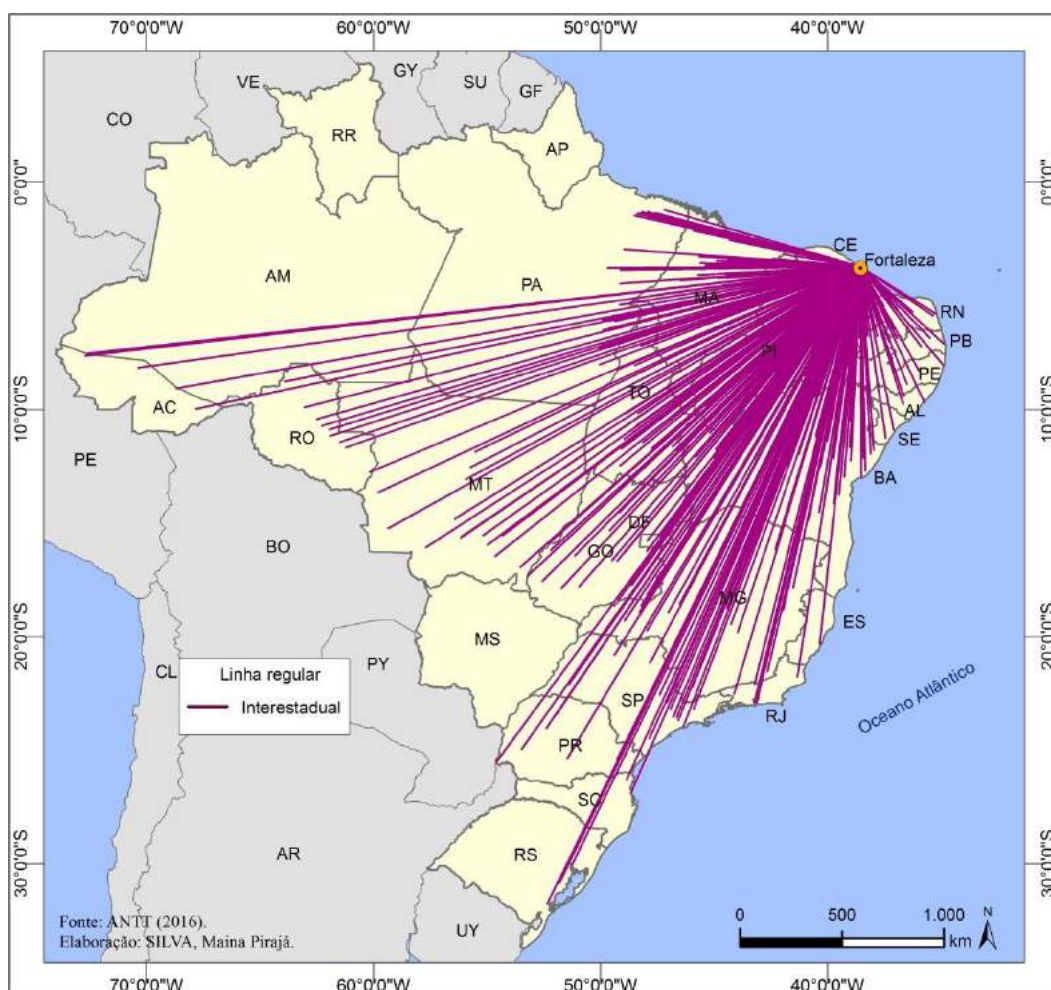 70°0'0"W 60°0'0"W 50°0'0"W 40°0'0"W
VE
GY
SU
GF
CO
RR
AP
0°0'0"
0°0'0"
CE
Fortaleza
AM
PA
MA
RN
PI
PB
PE
TO
AC
AL
10°0'0"S
10°0'0"S
RO
SE
PE
MT
BA
DF
BO
GO
MG
ES
MS
20°0'0"S
20°0'0"S
CL
PY
Linha regular
Interestadual
SP
RJ
Oceano Atlântico
PR
SC
AR
RS
30°0'0"S
30°0'0"S
Fonte: ANTT (2016).
Elaboração: SILVA, Maina Pirajá.
UY
0 500 1.000
km
N
70°0'0"W 60°0'0"W 50°0'0"W 40°0'0"W